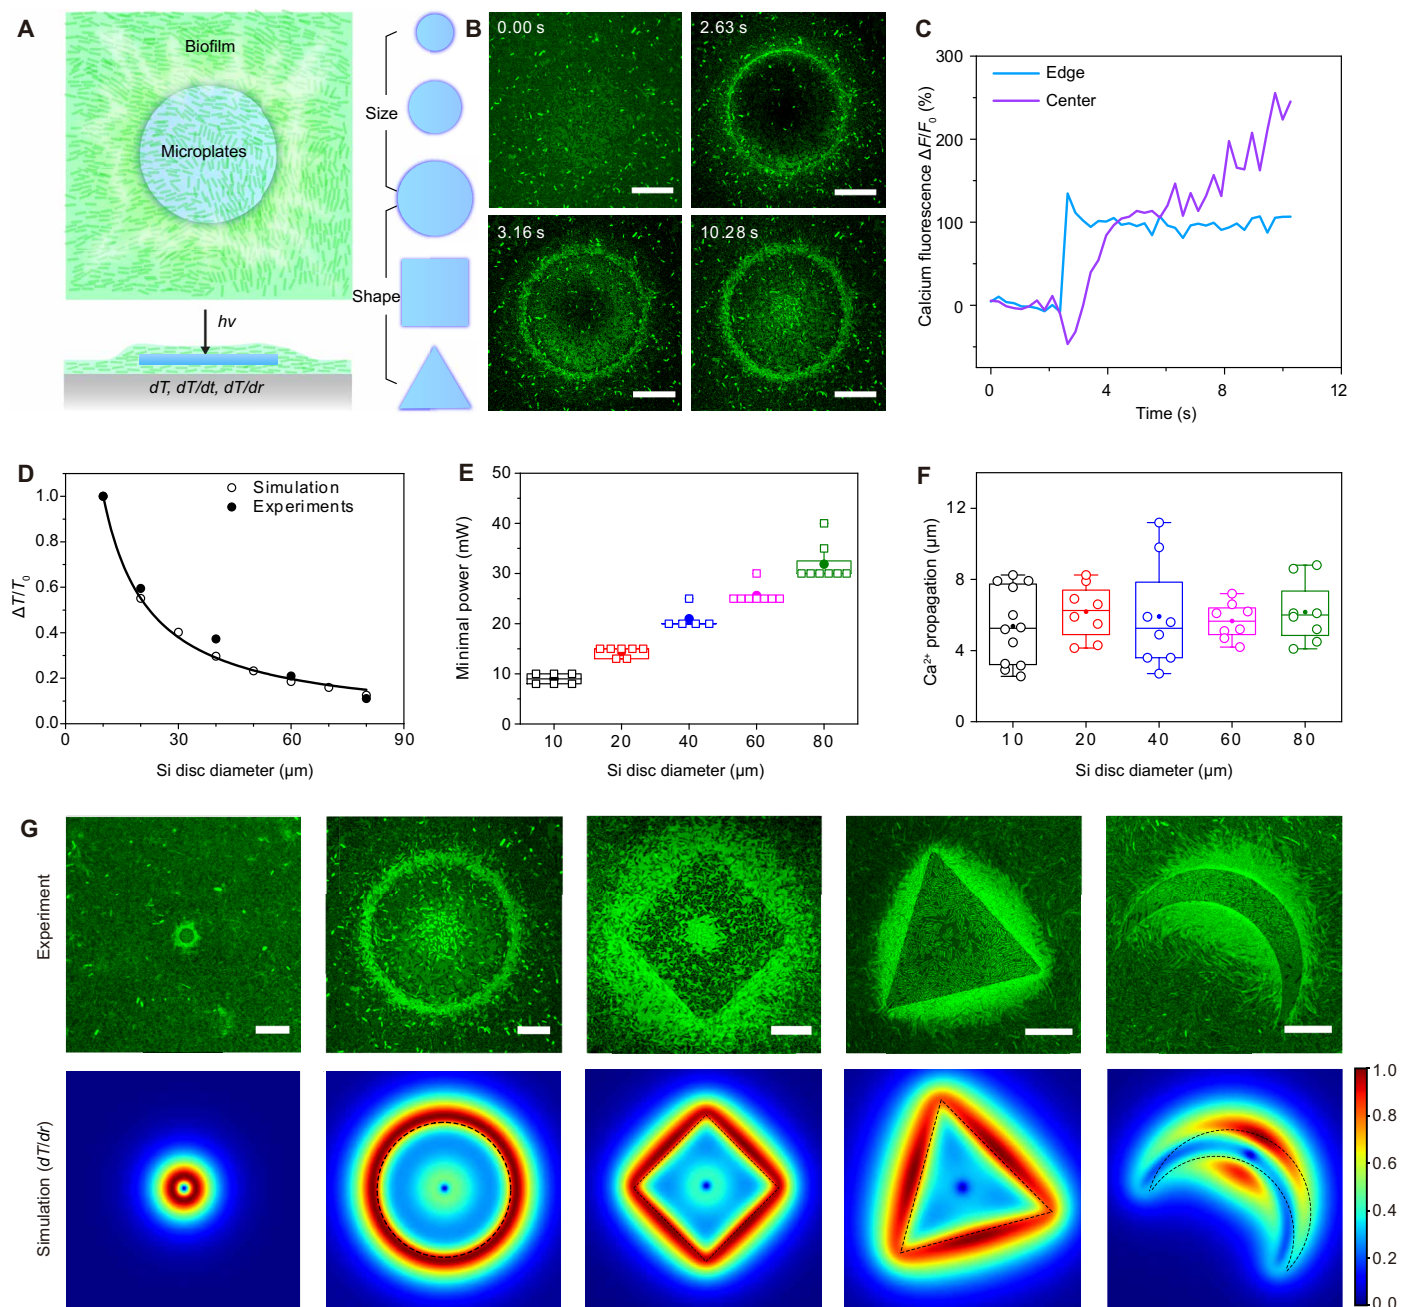 A
Biofilm
Microplates
hv
dT, dT/dt, dT/dr
Size
Shape
B
0.00 s
2.63 s
3.16 s
10.28 s
C
Calcium fluorescence ΔF/F₀ (%)
300
200
100
0
Edge
Center
0
4
8
12
Time (s)
D
ΔT/T₀
1.0
0.8
0.6
0.4
0.2
0.0
Simulation
Experiments
0
30
60
90
Si disc diameter (μm)
E
Minimal power (mW)
50
40
30
20
10
0
10
20
40
60
80
Si disc diameter (μm)
F
Ca²⁺ propagation (μm)
12
8
4
0
10
20
40
60
80
Si disc diameter (μm)
G
Experiment
Simulation (dT/dr)
1.0
0.8
0.6
0.4
0.2
0.0